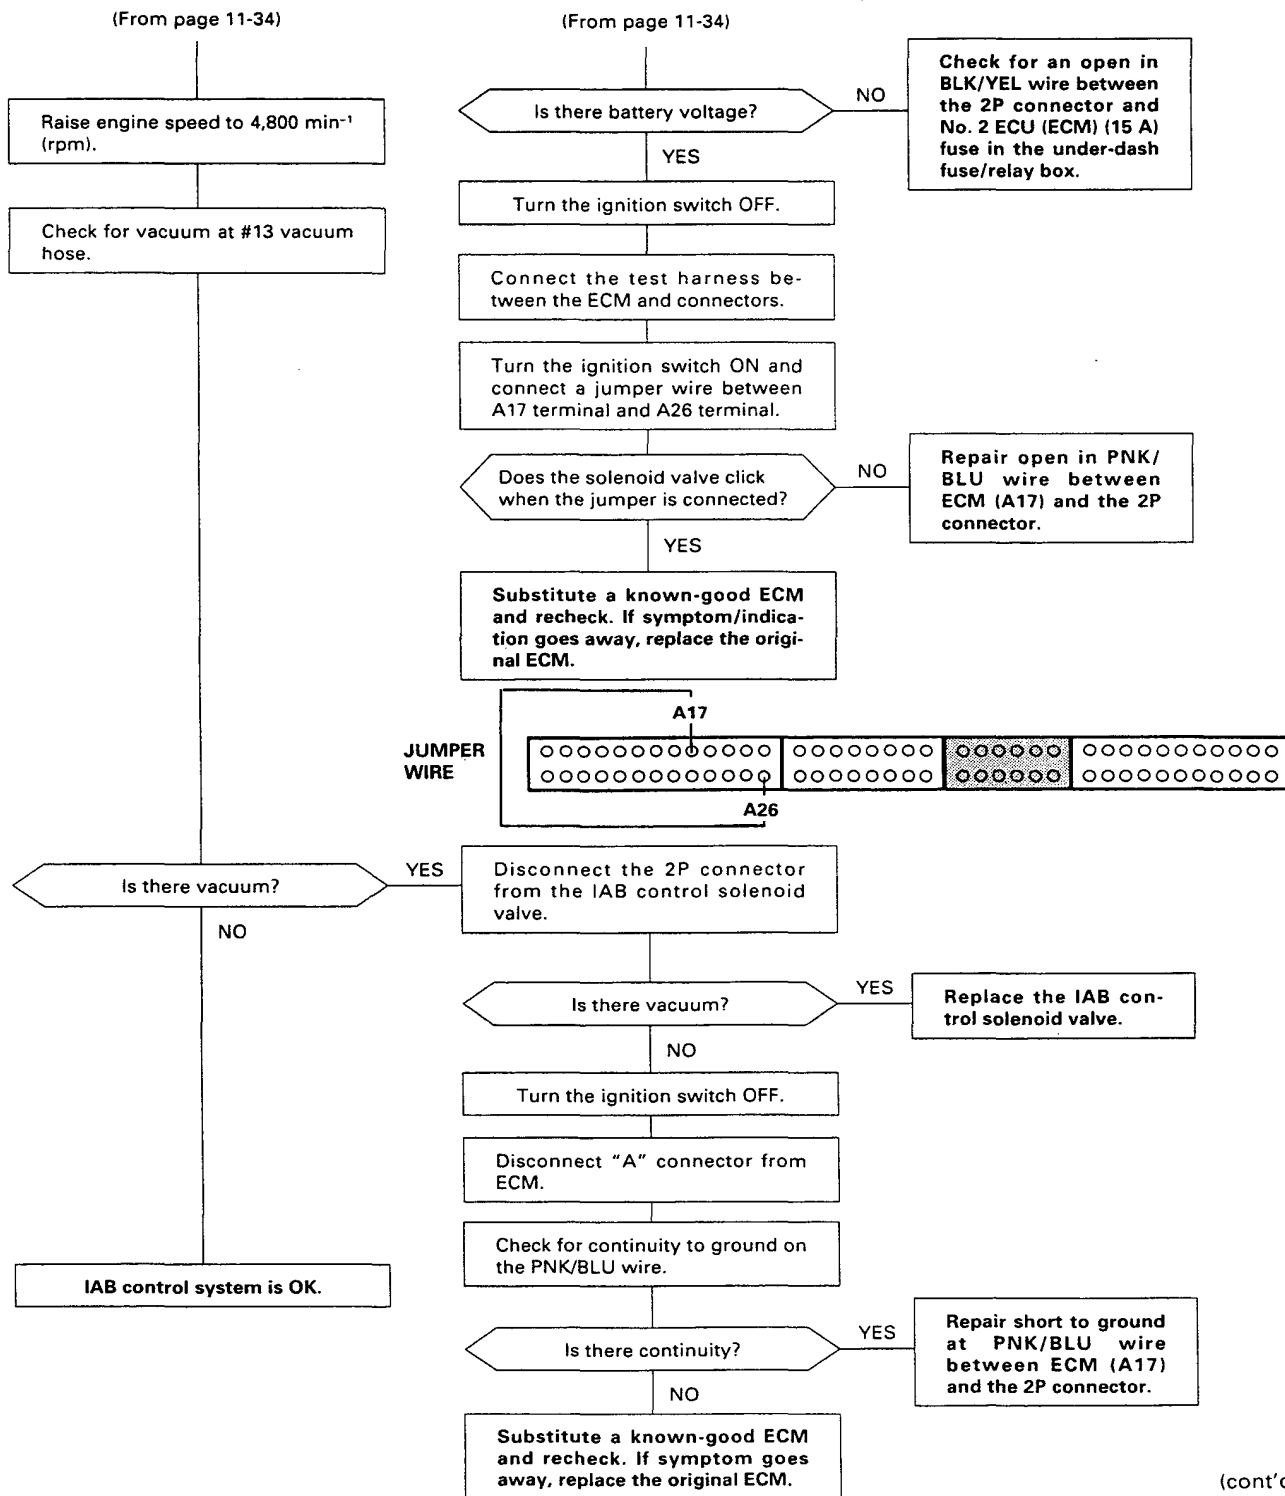 (From page 11-34)
Raise engine speed to 4,800 min⁻¹
(rpm).
Check for vacuum at #13 vacuum
hose.
(From page 11-34)
Is there battery voltage?
NO
Check for an open in
BLK/YEL wire between
the 2P connector and
No. 2 ECU (ECM) (15 A)
fuse in the under-dash
fuse/relay box.
YES
Turn the ignition switch OFF.
Connect the test harness be-
tween the ECM and connectors.
Turn the ignition switch ON and
connect a jumper wire between
A17 terminal and A26 terminal.
Does the solenoid valve click
when the jumper is connected?
NO
Repair open in PNK/
BLU wire between
ECM (A17) and the 2P
connector.
YES
Substitute a known-good ECM
and recheck. If symptom/indica-
tion goes away, replace the origi-
nal ECM.
A17
JUMPER
WIRE
A26
Is there vacuum?
YES
Disconnect the 2P connector
from the IAB control solenoid
valve.
NO
Is there vacuum?
YES
Replace the IAB con-
trol solenoid valve.
NO
Turn the ignition switch OFF.
Disconnect "A" connector from
ECM.
Check for continuity to ground on
the PNK/BLU wire.
IAB control system is OK.
Is there continuity?
YES
Repair short to ground
at PNK/BLU wire
between ECM (A17)
and the 2P connector.
NO
Substitute a known-good ECM
and recheck. If symptom goes
away, replace the original ECM.
(cont'd